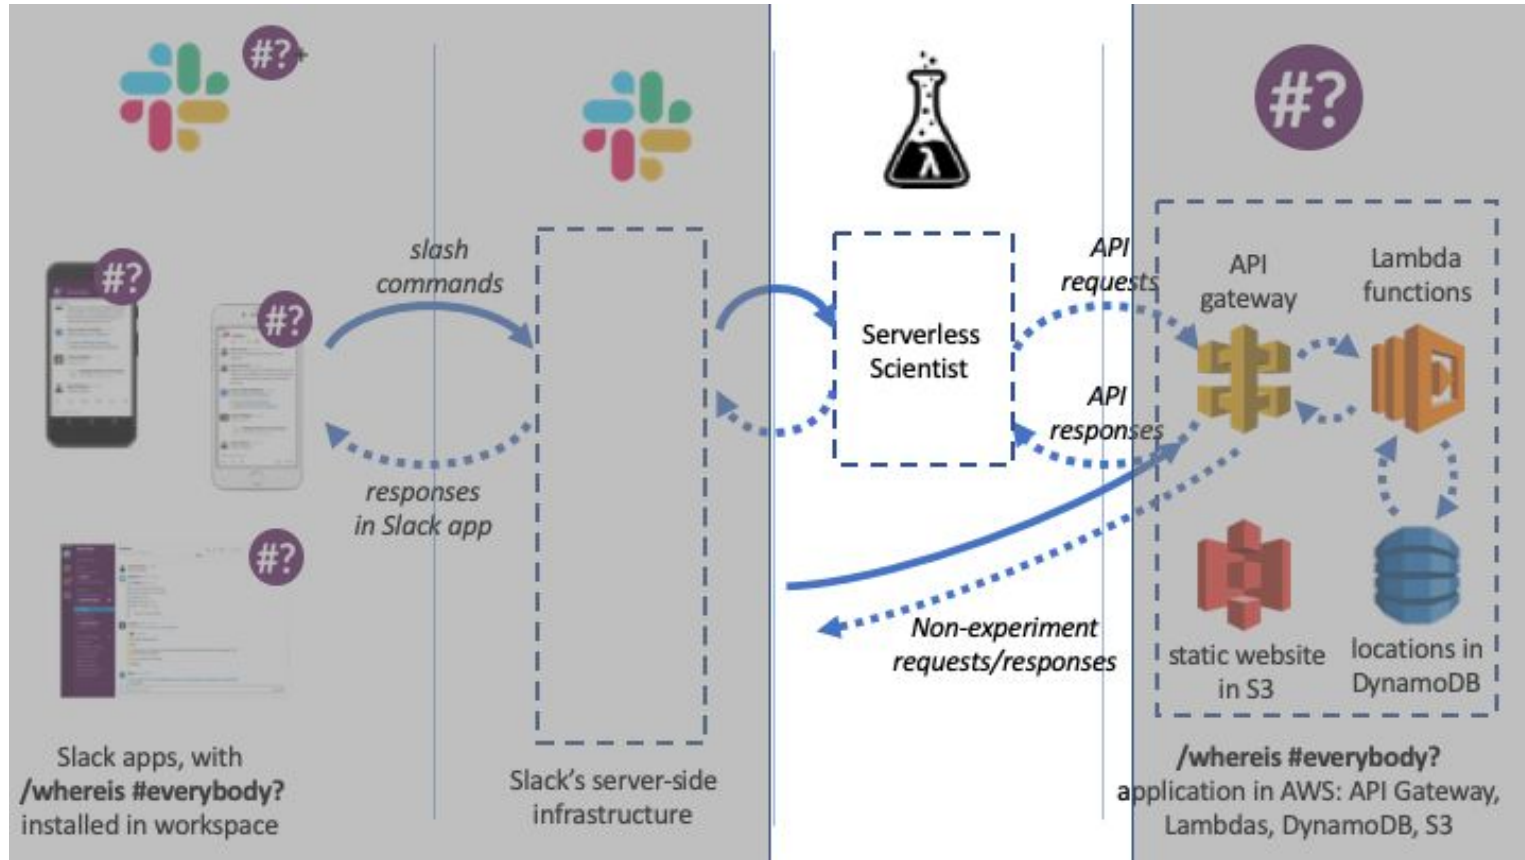 #?
+
#?
#?
#?
#?
slash
commands
responses
in Slack app
Slack apps, with
/whereis #everybody?
installed in workspace
Slack's server-side
infrastructure
λ
Serverless
Scientist
API
requests
API
responses
Non-experiment
requests/responses
API
gateway
Lambda
functions
static website
in S3
locations in
DynamoDB
/whereis #everybody?
application in AWS: API Gateway,
Lambdas, DynamoDB, S3